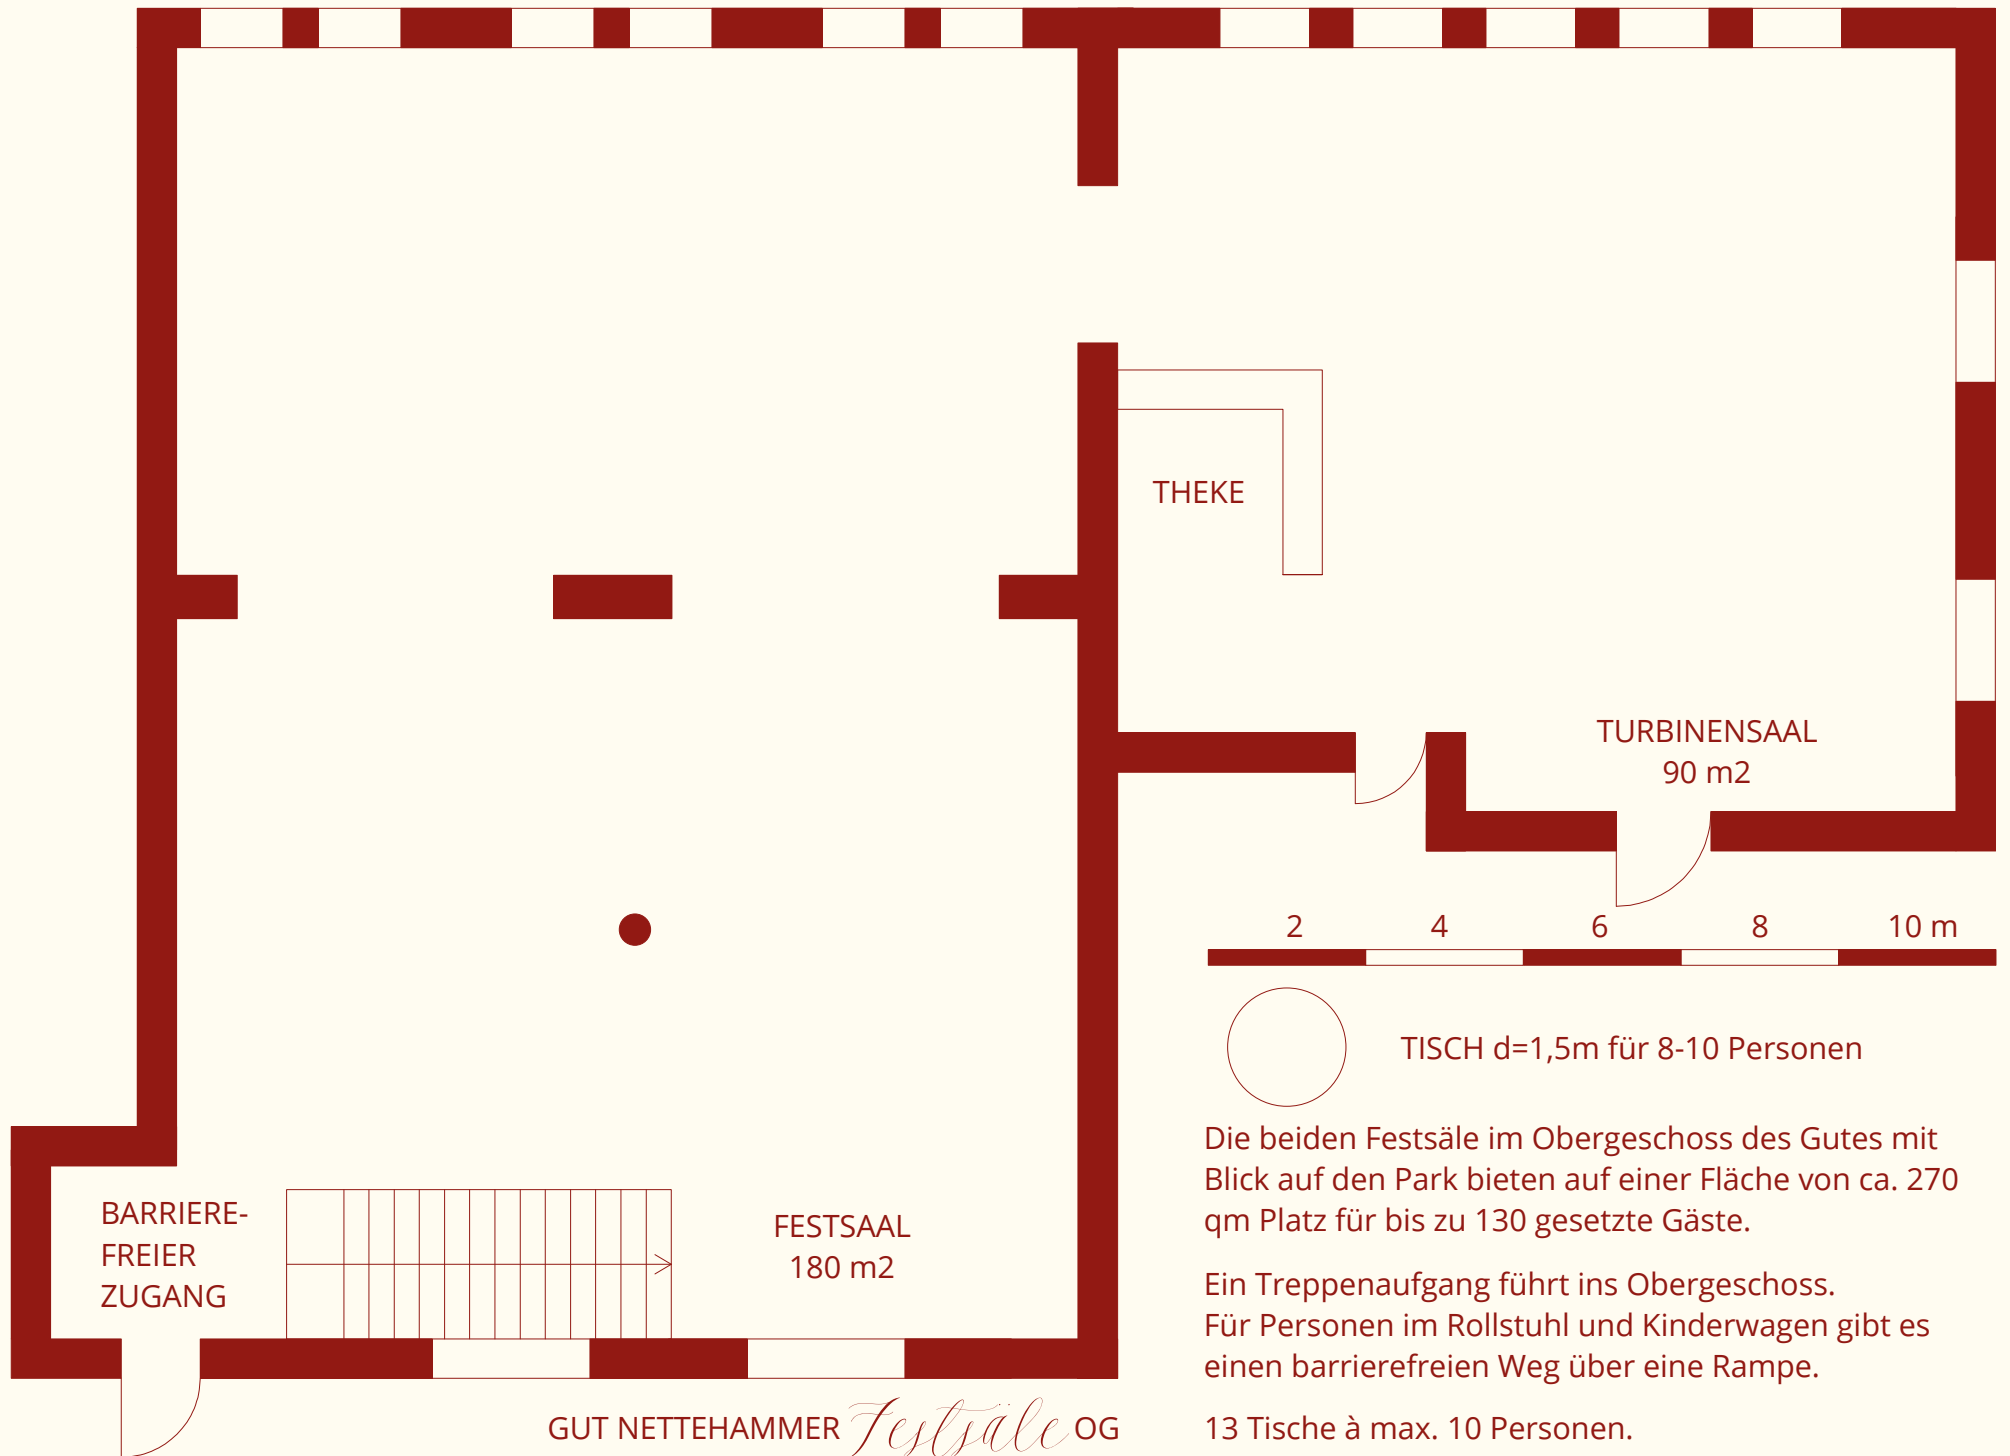 THEKE
TURBINENSAAL
90 m2
2 4 6 8 10 m
TISCH d=1,5m für 8-10 Personen
Die beiden Festsäle im Obergeschoss des Gutes mit
Blick auf den Park bieten auf einer Fläche von ca. 270
qm Platz für bis zu 130 gesetzte Gäste.
BARRIERE-
FREIER
ZUGANG
FESTSAAL
180 m2
Ein Treppenaufgang führt ins Obergeschoss.
Für Personen im Rollstuhl und Kinderwagen gibt es
einen barrierefreien Weg über eine Rampe.
GUT NETTEHAMMER Festsäle OG
13 Tische à max. 10 Personen.